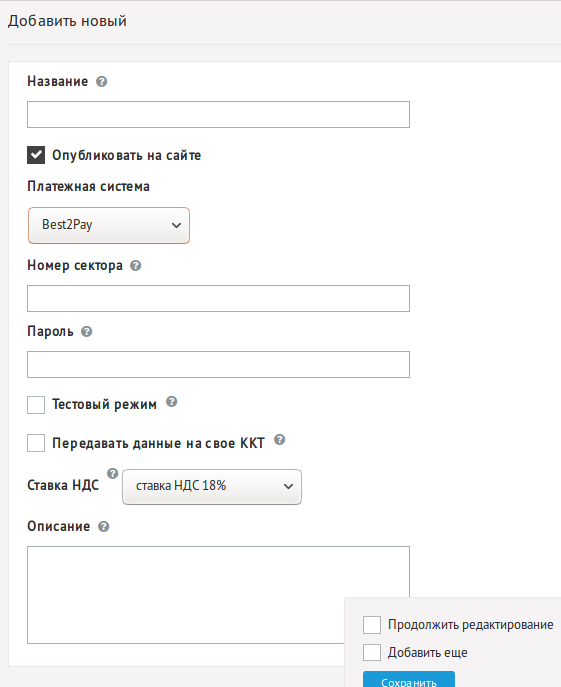 Добавить новый
Название ?
Опубликовать на сайте
Платежная система
Best2Pay
Номер сектора ?
Пароль ?
Тестовый режим ?
Передавать данные на свое ККТ ?
Ставка НДС ? ставка НДС 18%
Описание ?
Продолжить редактирование
Добавить еще
Сохранить